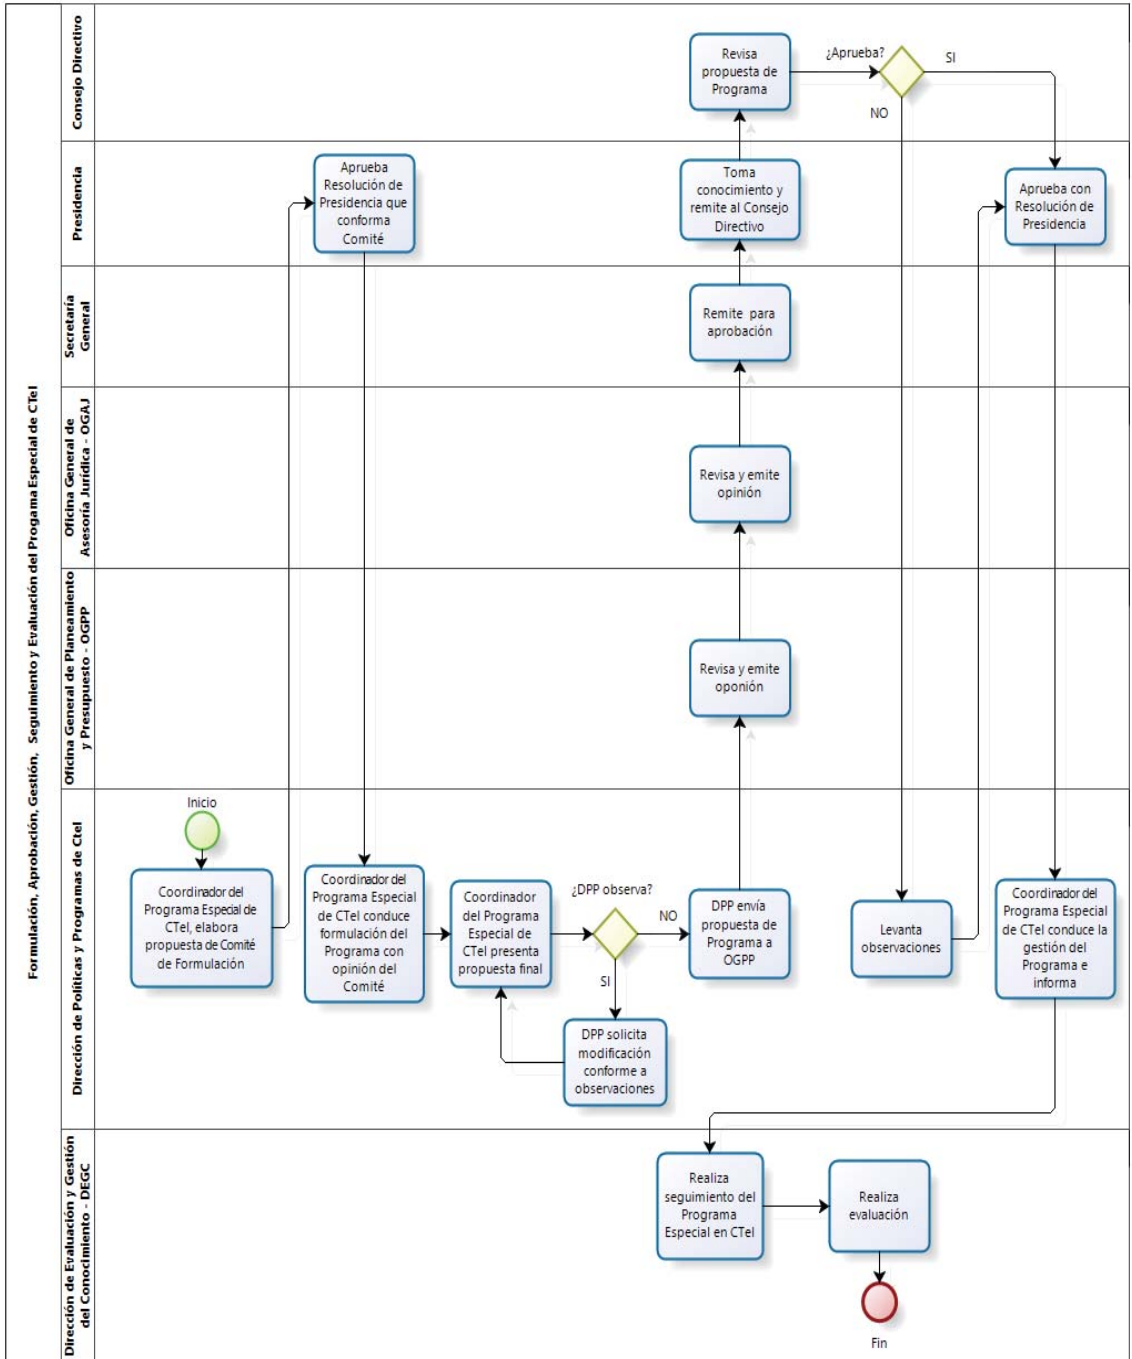 Formulación, Aprobación, Gestión, Seguimiento y Evaluación del Progama Especial de CTeI
Consejo Directivo
Revisa
propuesta de
Programa
¿Aprueba?
SI
NO
Presidencia
Aprueba
Resolución de
Presidencia que
conforma
Comité
Toma
conocimiento y
remite al Consejo
Directivo
Aprueba con
Resolución de
Presidencia
Secretaría
General
Remite para
aprobación
Oficina General de
Asesoría Jurídica - OGAJ
Revisa y emite
opinión
Oficina General de Planeamiento
y Presupuesto - OGPP
Revisa y emite
oponión
Dirección de Políticas y Programas de Ctel
Inicio
Coordinador del
Programa Especial de
CTeI, elabora
propuesta de Comité
de Formulación
Coordinador del
Programa Especial
de CTeI conduce
formulación del
Programa con
opinión del
Comité
Coordinador
del Programa
Especial de
CTeI presenta
propuesta final
¿DPP observa?
NO
SI
DPP solicita
modificación
conforme a
observaciones
DPP envía
propuesta de
Programa a
OGPP
Levanta
observaciones
Coordinador del
Programa Especial
de CTeI conduce la
gestión del
Programa e
informa
Dirección de Evaluación y Gestión
del Conocimiento - DEGC
Realiza
seguimiento del
Programa
Especial en CTeI
Realiza
evaluación
Fin